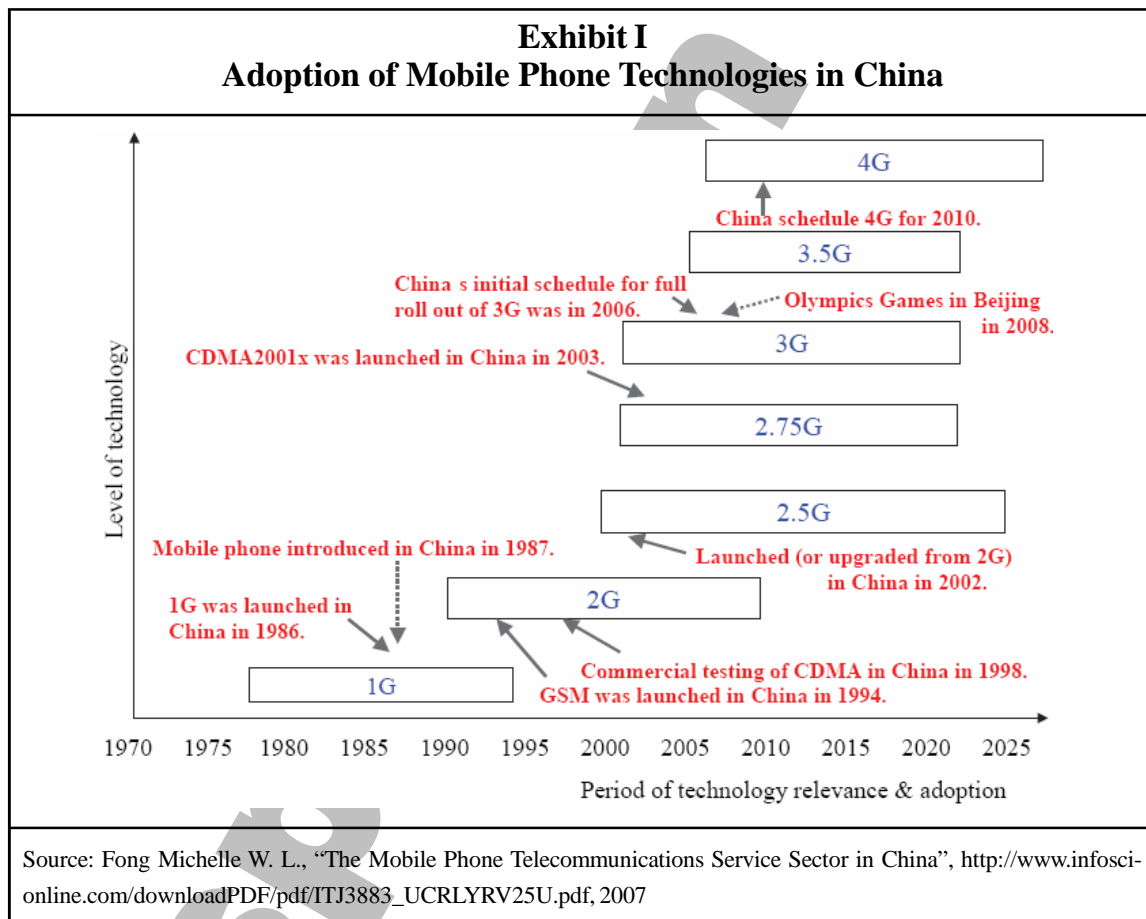 Exhibit I
Adoption of Mobile Phone Technologies in China
4G
China schedule 4G for 2010.
3.5G
China s initial schedule for full
roll out of 3G was in 2006.
Olympics Games in Beijing
in 2008.
3G
CDMA2001x was launched in China in 2003.
2.75G
Level of technology
2.5G
Mobile phone introduced in China in 1987.
Launched (or upgraded from 2G)
in China in 2002.
1G was launched in
China in 1986.
2G
Commercial testing of CDMA in China in 1998.
GSM was launched in China in 1994.
1G
1970 1975 1980 1985 1990 1995 2000 2005 2010 2015 2020 2025
Period of technology relevance & adoption
Source: Fong Michelle W. L., “The Mobile Phone Telecommunications Service Sector in China”, http://www.infosci-
online.com/downloadPDF/pdf/ITJ3883_UCRLYRV25U.pdf, 2007